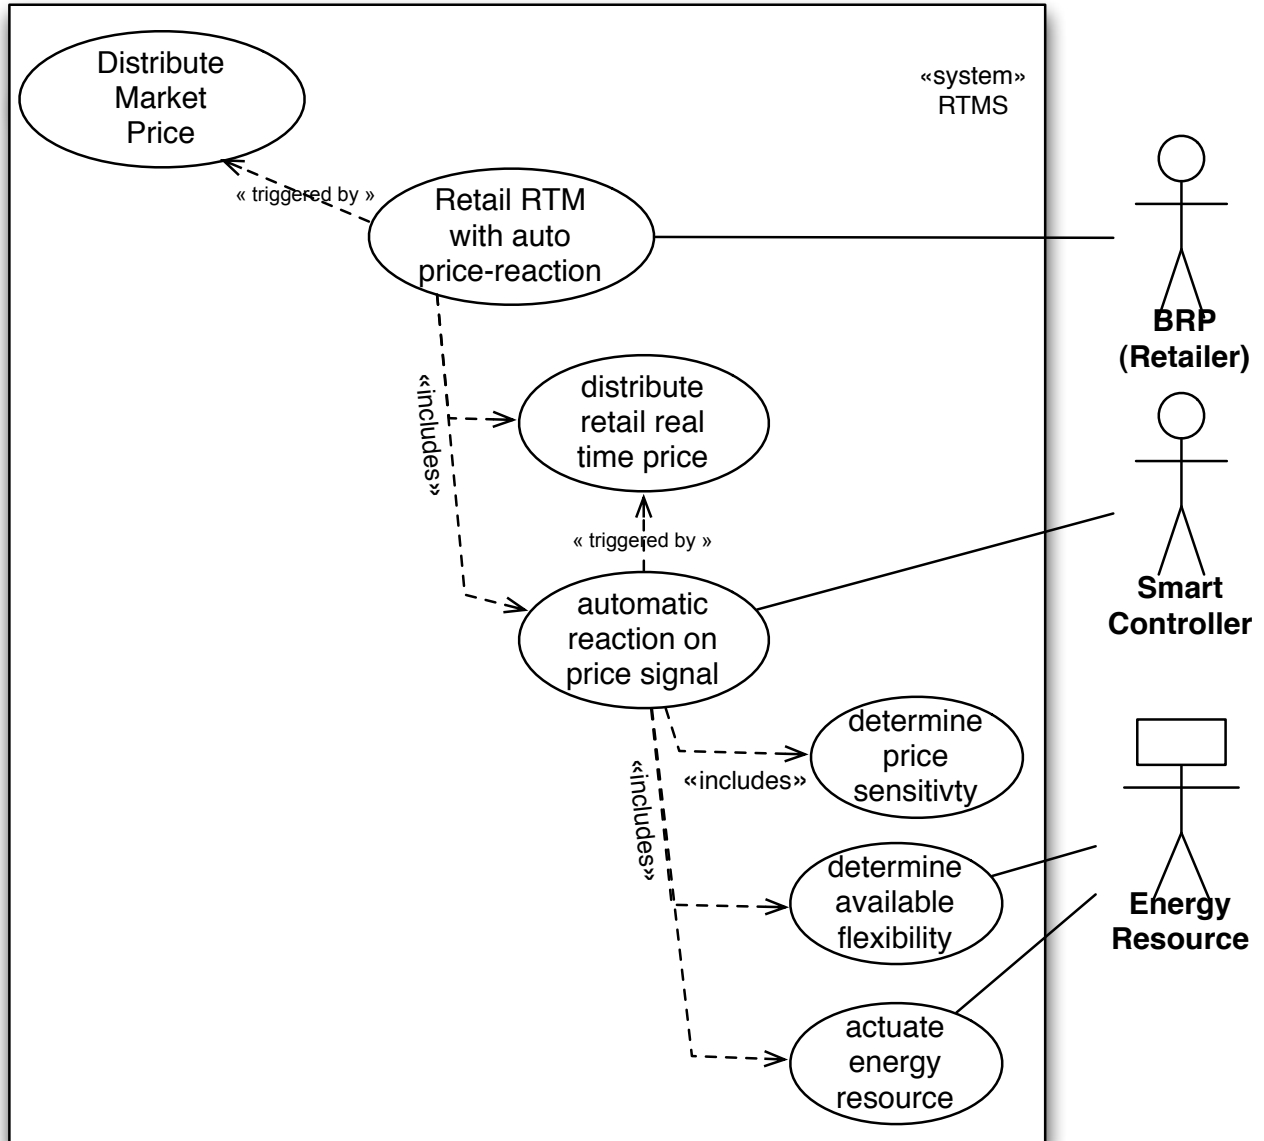 Distribute
Market
Price
«system»
RTMS
« triggered by »
Retail RTM
with auto
price-reaction
BRP
(Retailer)
«includes»
distribute
retail real
time price
« triggered by »
automatic
reaction on
price signal
Smart
Controller
determine
price
sensitivty
«includes»
«includes»
determine
available
flexibility
Energy
Resource
actuate
energy
resource